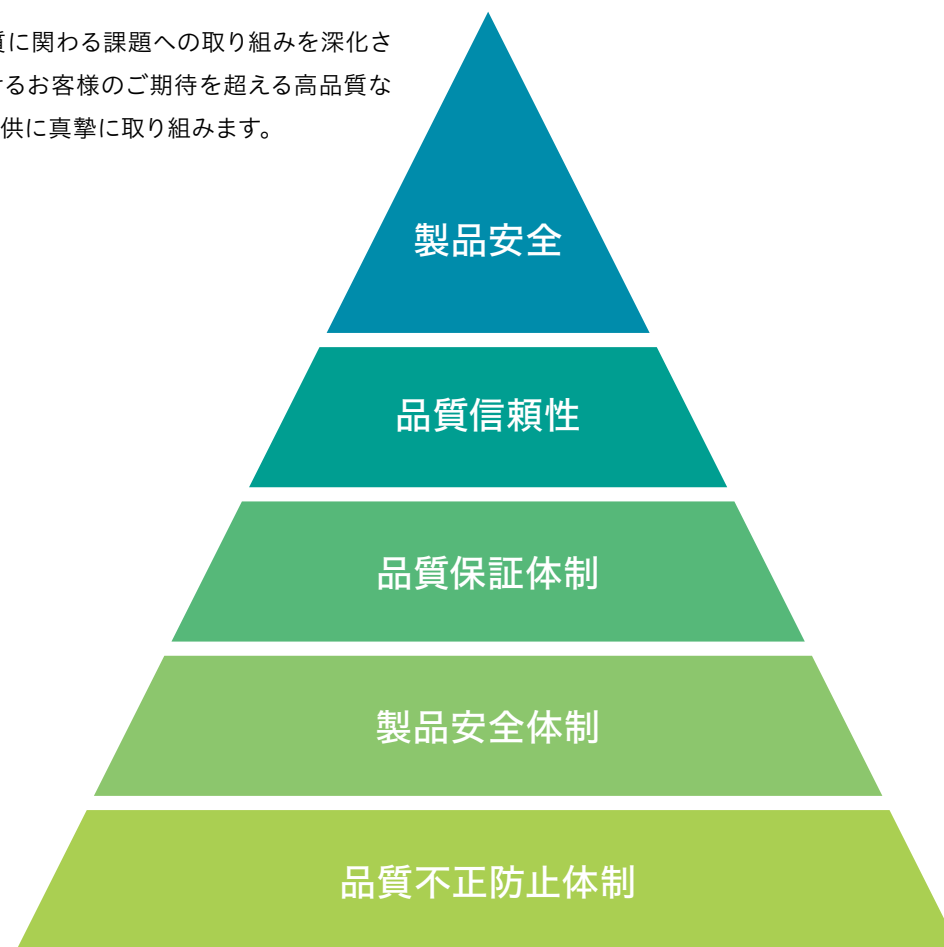 質に関わる課題への取り組みを深化さ
るお客様のご期待を超える高品質な
供に真摯に取り組みます。
製品安全
品質信頼性
品質保証体制
製品安全体制
品質不正防止体制